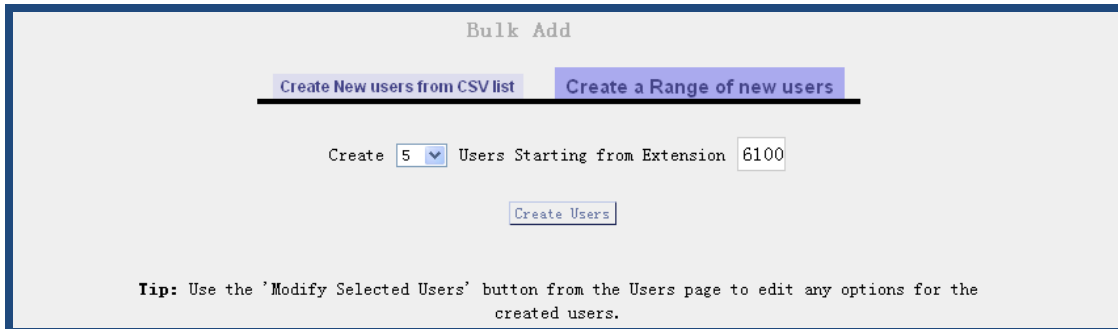 Bulk Add
Create New users from CSV list Create a Range of new users
Create 5 Users Starting from Extension 6100
Create Users
Tip: Use the 'Modify Selected Users' button from the Users page to edit any options for the
created users.